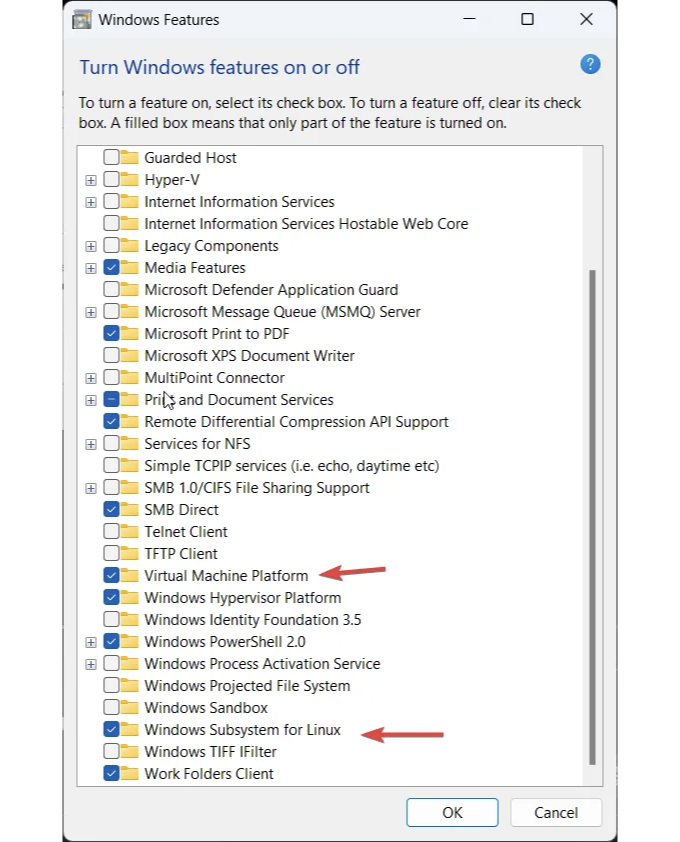 Windows Features
Turn Windows features on or off
To turn a feature on, select its check box. To turn a feature off, clear its check
box. A filled box means that only part of the feature is turned on.
Guarded Host
Hyper-V
Internet Information Services
Internet Information Services Hostable Web Core
Legacy Components
Media Features
Microsoft Defender Application Guard
Microsoft Message Queue (MSMQ) Server
Microsoft Print to PDF
Microsoft XPS Document Writer
MultiPoint Connector
Print and Document Services
Remote Differential Compression API Support
Services for NFS
Simple TCPIP services (i.e. echo, daytime etc)
SMB 1.0/CIFS File Sharing Support
SMB Direct
Telnet Client
TFTP Client
Virtual Machine Platform
Windows Hypervisor Platform
Windows Identity Foundation 3.5
Windows PowerShell 2.0
Windows Process Activation Service
Windows Projected File System
Windows Sandbox
Windows Subsystem for Linux
Windows TIFF IFilter
Work Folders Client
OK Cancel